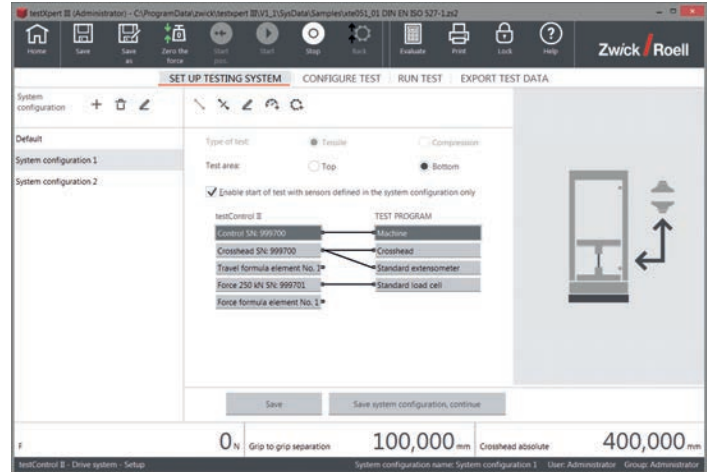 testXpert III (Administrator) - C:\ProgramData\zwick\testxpert III\V1_1\SysData\Samples\xte051_01 DIN EN ISO 527-1.zs2
Home
Save
Save as
Zero the force
Start pos.
Start
Stop
Back
Evaluate
Print
Lock
Help
Zwick Roell
SET UP TESTING SYSTEM
CONFIGURE TEST
RUN TEST
EXPORT TEST DATA
System configuration
Default
System configuration 1
System configuration 2
Type of test:
Tensile
Compression
Test area:
Top
Bottom
Enable start of test with sensors defined in the system configuration only
testControl II
TEST PROGRAM
Control SN: 999700
Machine
Crosshead SN: 999700
Crosshead
Travel formula element No. 1
Standard extensometer
Force 250 kN SN: 999701
Standard load cell
Force formula element No. 1
Save
Save system configuration, continue
F
0 N
Grip to grip separation
100,000 mm
Crosshead absolute
400,000 mm
testControl II - Drive system - Setup
System configuration name: System configuration 1
User: Administrator
Group: Administrator